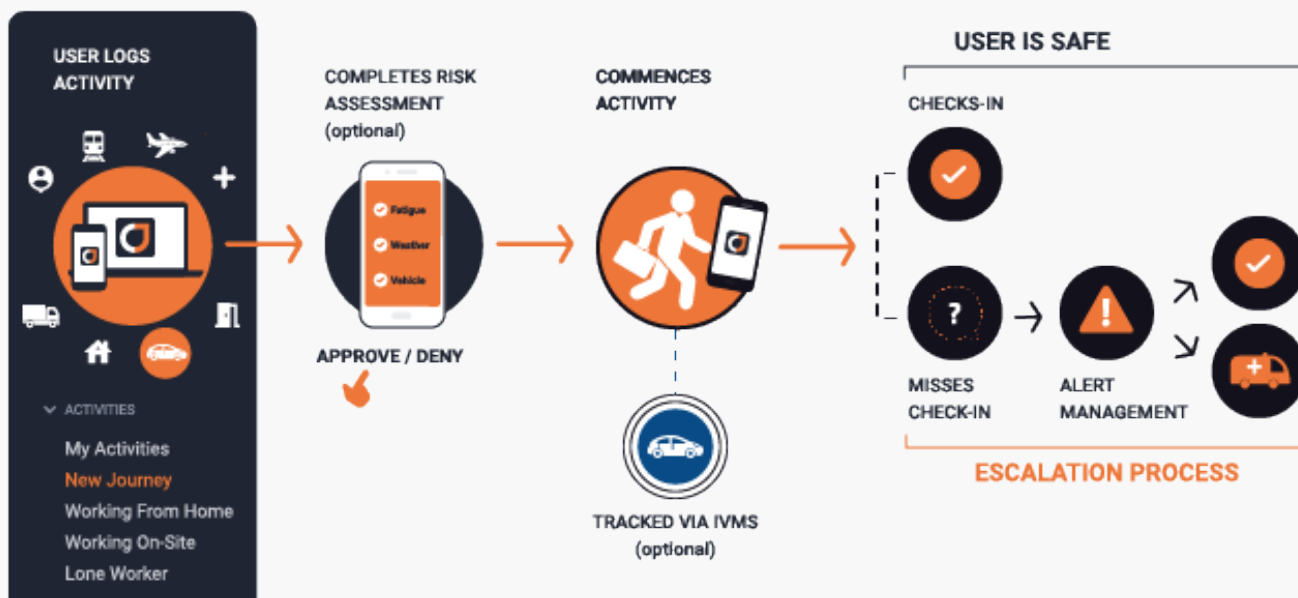 USER LOGS
ACTIVITY
ACTIVITIES
My Activities
New Journey
Working From Home
Working On-Site
Lone Worker
COMPLETES RISK
ASSESSMENT
(optional)
Fatigue
Weather
Vehicle
APPROVE / DENY
COMMENCES
ACTIVITY
TRACKED VIA IVMS
(optional)
USER IS SAFE
CHECKS-IN
?
MISSES
CHECK-IN
ALERT
MANAGEMENT
ESCALATION PROCESS